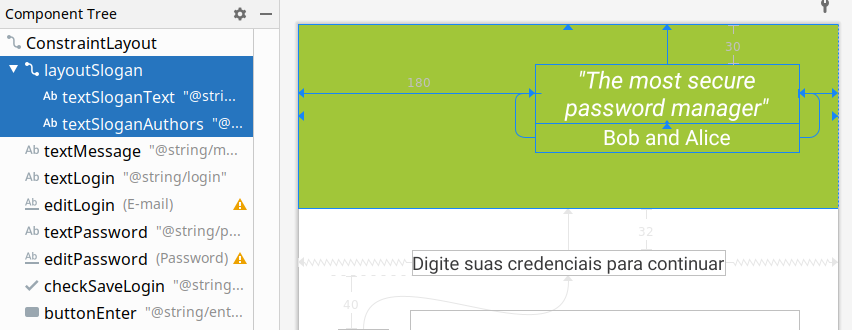 Component Tree
ConstraintLayout
layoutSlogan
Ab textSloganText "@stri...
Ab textSloganAuthors "@...
Ab textMessage "@string/m...
Ab textLogin "@string/login"
Ab editLogin (E-mail)
Ab textPassword "@string/p...
Ab editPassword (Password)
checkSaveLogin "@string...
buttonEnter "@string/ent...
30
180
"The most secure
password manager"
Bob and Alice
32
Digite suas credenciais para continuar
40